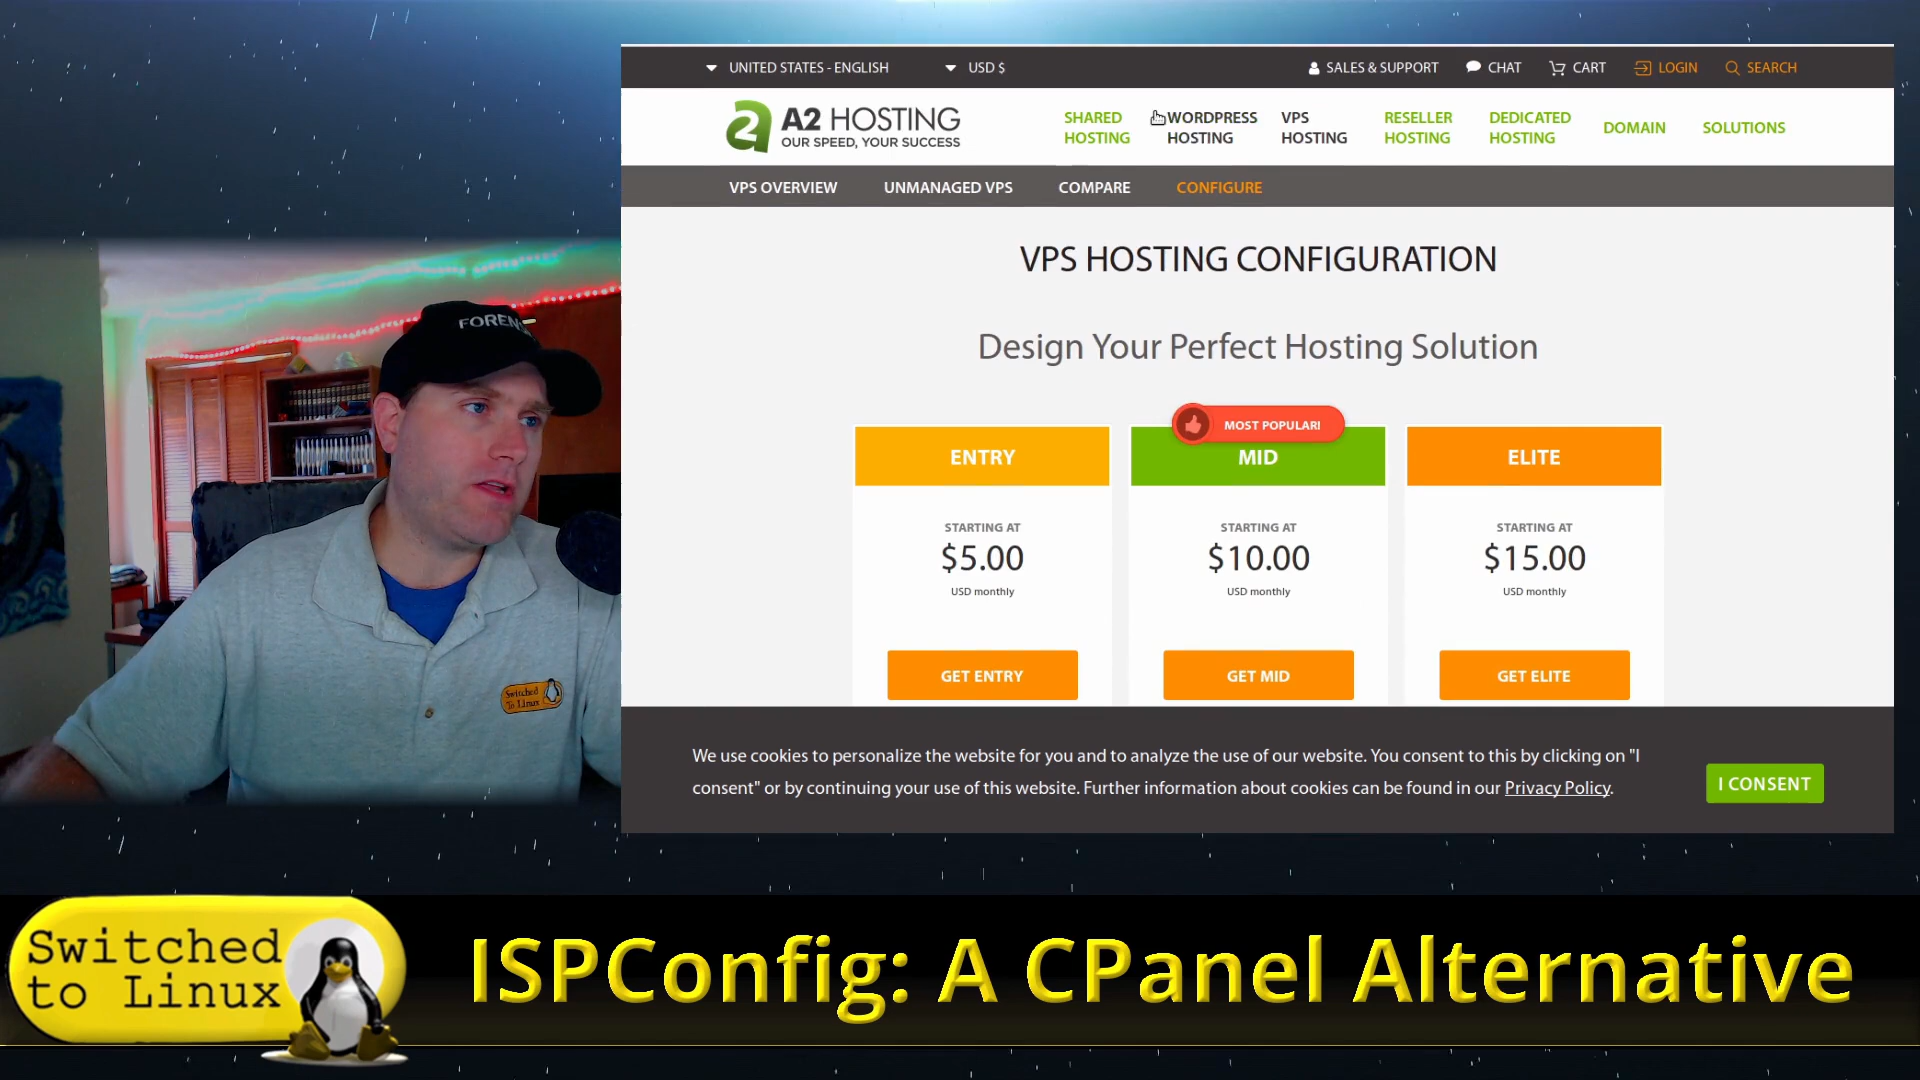 UNITED STATES - ENGLISH
USD $
SALES & SUPPORT
CHAT
CART
LOGIN
SEARCH
A2 HOSTING
OUR SPEED, YOUR SUCCESS
SHARED
HOSTING
WORDPRESS
HOSTING
VPS
HOSTING
RESELLER
HOSTING
DEDICATED
HOSTING
DOMAIN
SOLUTIONS
VPS OVERVIEW
UNMANAGED VPS
COMPARE
CONFIGURE
VPS HOSTING CONFIGURATION
Design Your Perfect Hosting Solution
MOST POPULAR!
ENTRY
MID
ELITE
STARTING AT
$5.00
USD monthly
GET ENTRY
STARTING AT
$10.00
USD monthly
GET MID
STARTING AT
$15.00
USD monthly
GET ELITE
We use cookies to personalize the website for you and to analyze the use of our website. You consent to this by clicking on "I
consent" or by continuing your use of this website. Further information about cookies can be found in our Privacy Policy.
I CONSENT
Switched
To Linux
Switched
to Linux
ISPConfig: A CPanel Alternative